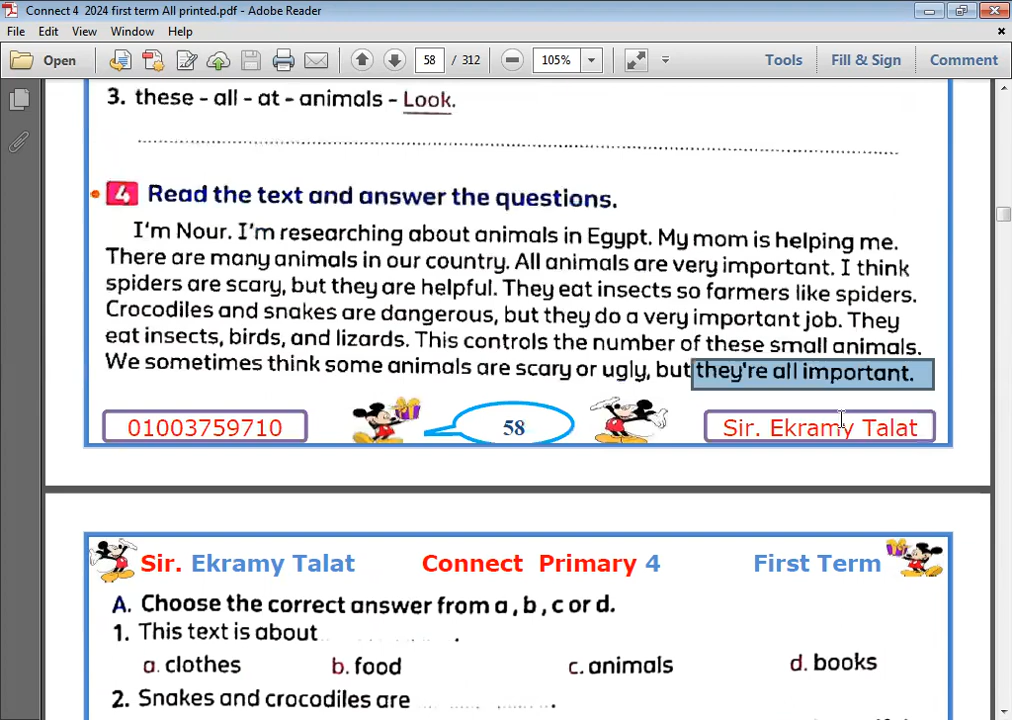 Connect 4 2024 first term All printed.pdf - Adobe Reader
File Edit View Window Help
Open 58 / 312 105% Tools Fill & Sign Comment
3. these - all - at - animals - Look.
4 Read the text and answer the questions.
I'm Nour. I'm researching about animals in Egypt. My mom is helping me.
There are many animals in our country. All animals are very important. I think
spiders are scary, but they are helpful. They eat insects so farmers like spiders.
Crocodiles and snakes are dangerous, but they do a very important job. They
eat insects, birds, and lizards. This controls the number of these small animals.
We sometimes think some animals are scary or ugly, but they're all important.
01003759710 58 Sir. Ekramy Talat
Sir. Ekramy Talat Connect Primary 4 First Term
A. Choose the correct answer from a , b , c or d.
1. This text is about .
a. clothes b. food c. animals d. books
2. Snakes and crocodiles are .